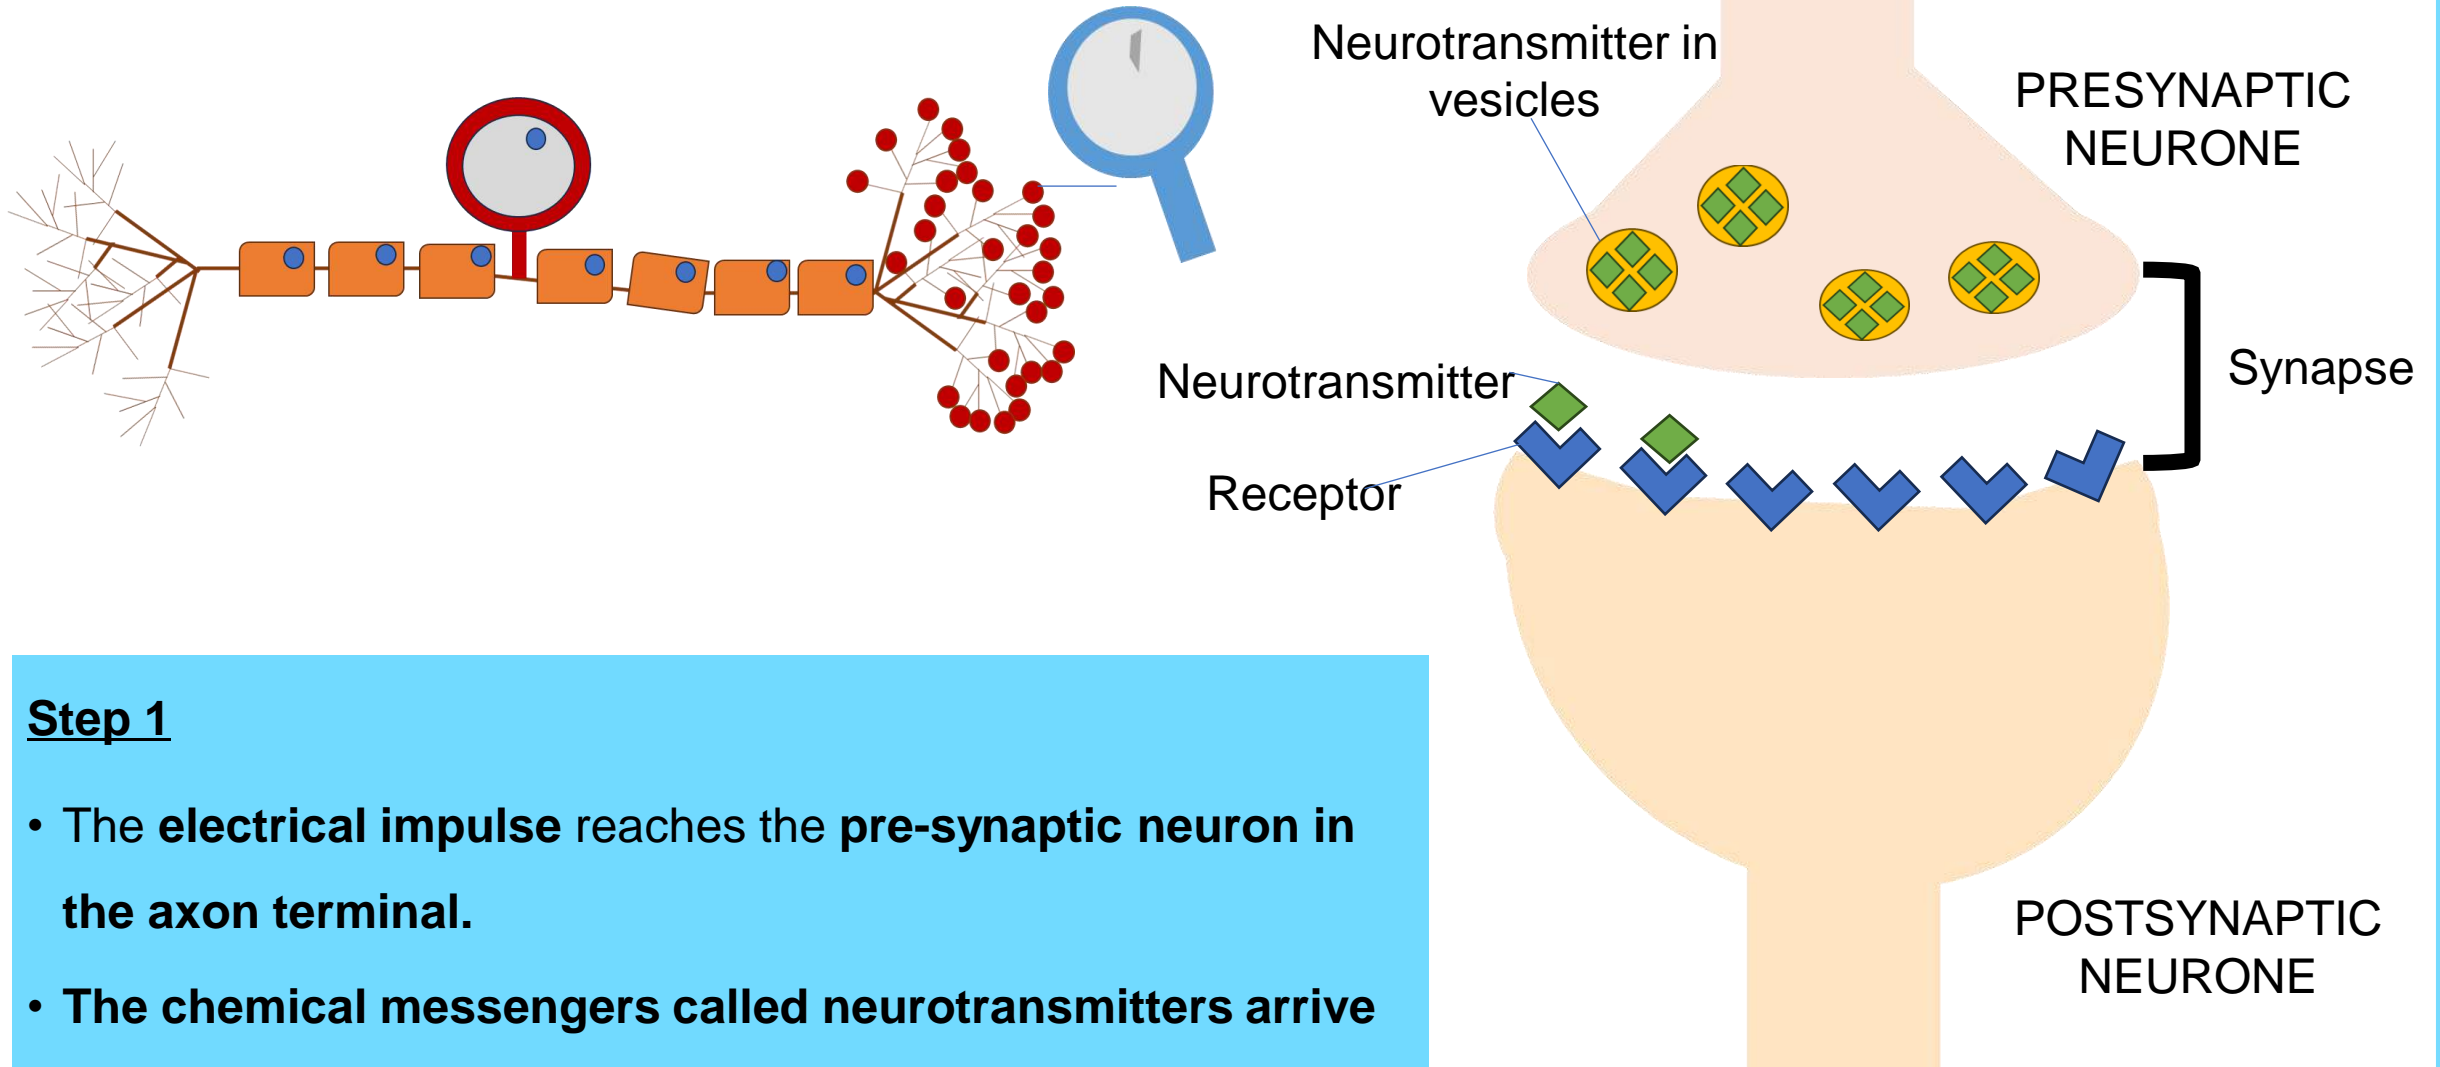 Neurotransmitter in
vesicles
PRESYNAPTIC
NEURONE
Synapse
Neurotransmitter
Receptor
Step 1
• The electrical impulse reaches the pre-synaptic neuron in
the axon terminal.
• The chemical messengers called neurotransmitters arrive
POSTSYNAPTIC
NEURONE